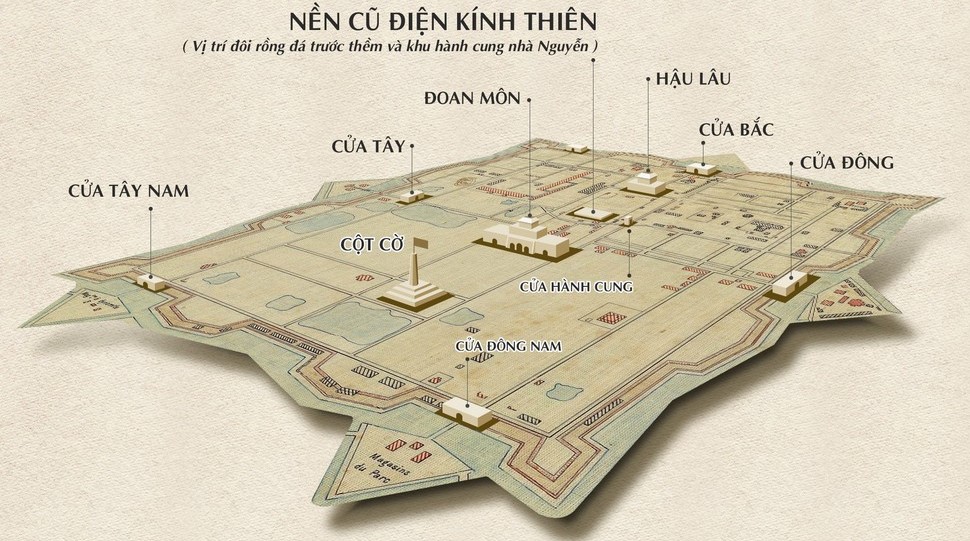 NỀN CŨ ĐIỆN KÍNH THIÊN
( Vị trí đôi rồng đá trước thềm và khu hành cung nhà Nguyễn )
HẬU LÂU
ĐOAN MÔN
CỬA BẮC
CỬA TÂY
CỬA ĐÔNG
CỬA TÂY NAM
CỘT CỜ
CỬA HÀNH CUNG
CỬA ĐÔNG NAM
Magasins
du Parc